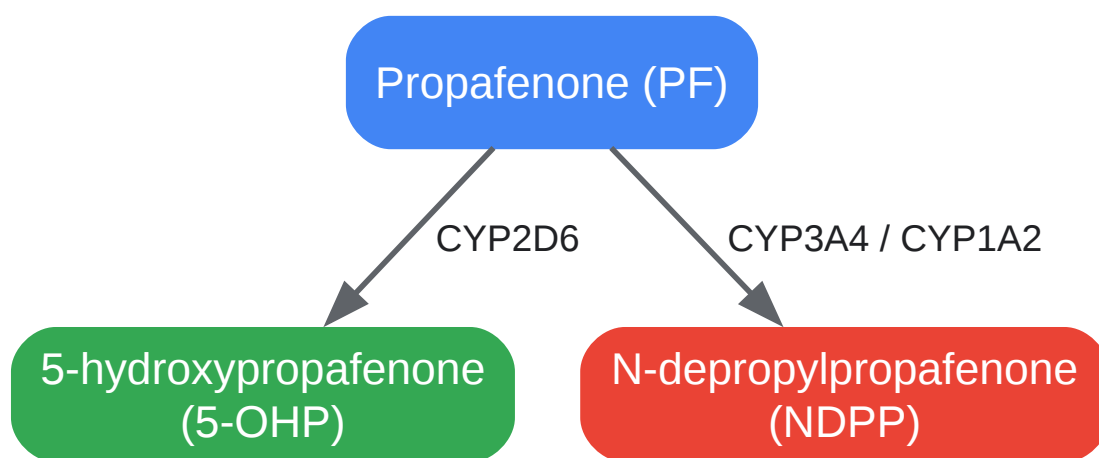 Propafenone (PF)
CYP2D6
CYP3A4 / CYP1A2
5-hydroxypropafenone
(5-OHP)
N-depropylpropafenone
(NDPP)